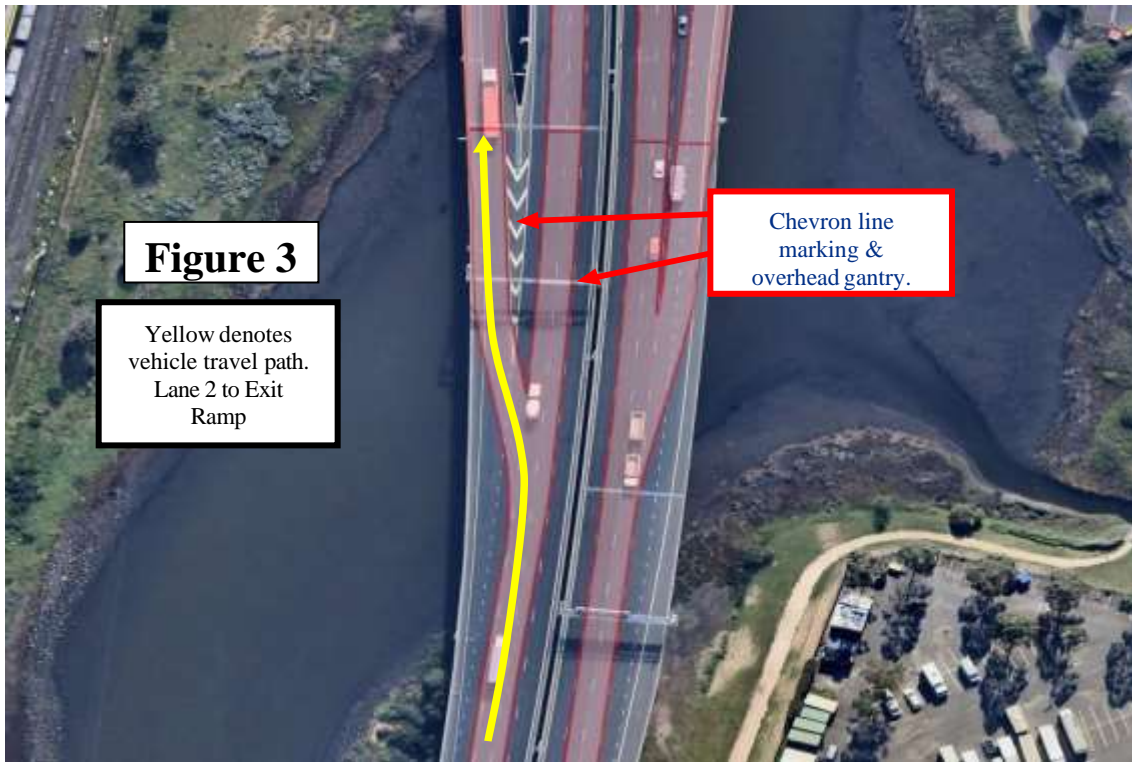 Figure 3
Yellow denotes
vehicle travel path.
Lane 2 to Exit
Ramp
Chevron line
marking &
overhead gantry.